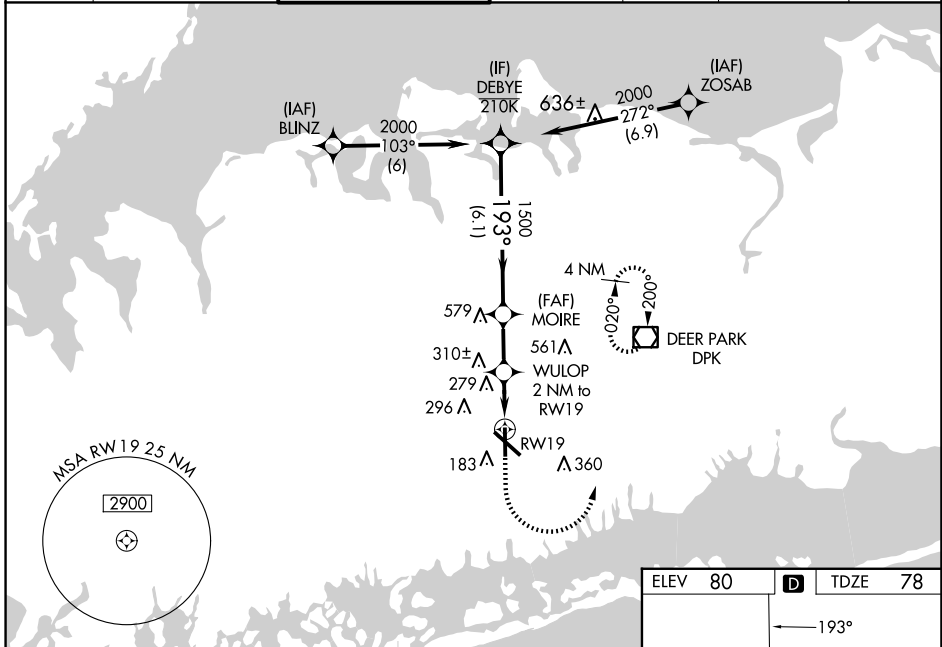 (IF)
DEBYE
210K
(IAF)
BLINZ
2000
103°
(6)
636±
2000
272°
(6.9)
(IAF)
ZOSAB
1500
193°
(6.1)
4 NM
020°
200°
DEER PARK
DPK
579
(FAF)
MOIRE
561
310±
WULOP
2 NM to
RW19
279
296
RW19
183
360
MSA RW19 25 NM
2900
ELEV 80 D TDZE 78
193°